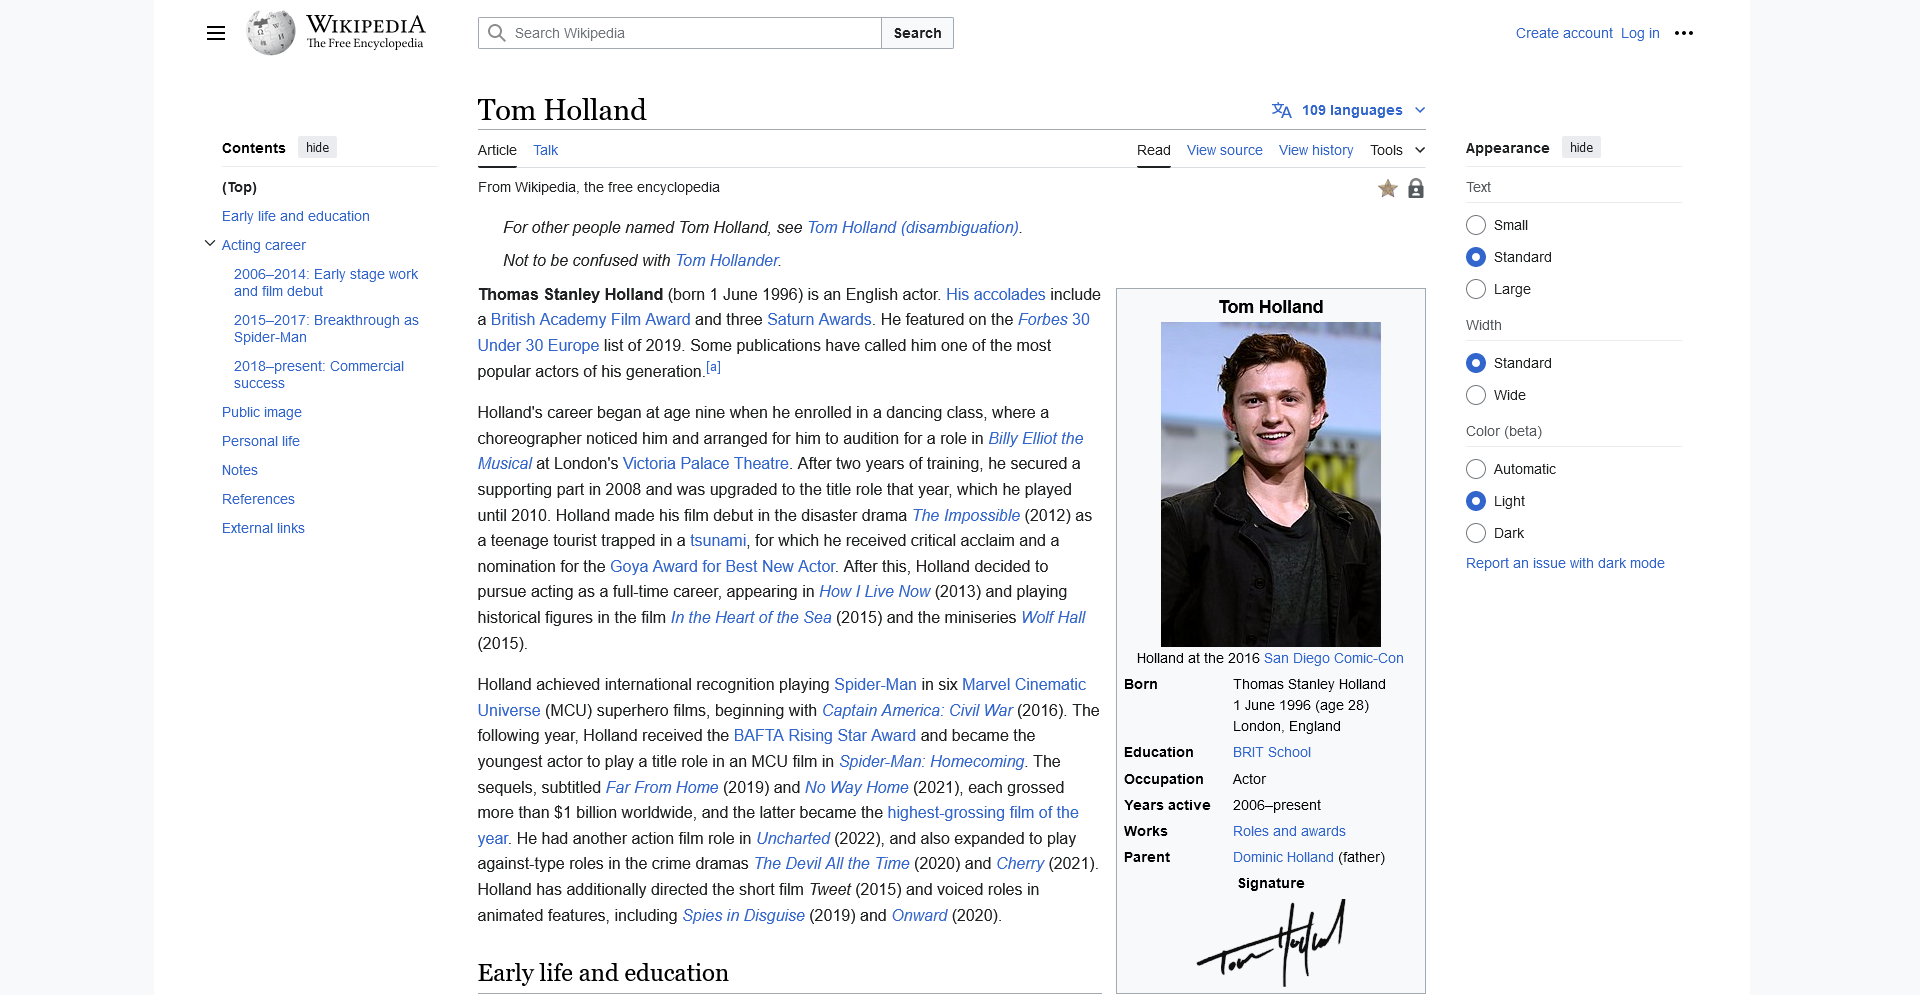 WIKIPEDIA
The Free Encyclopedia
Search Wikipedia
Search
Create account Log in
Contents hide
(Top)
Early life and education
Acting career
2006–2014: Early stage work
and film debut
2015–2017: Breakthrough as
Spider-Man
2018–present: Commercial
success
Public image
Personal life
Notes
References
External links
Tom Holland
109 languages
Article Talk
Read View source View history Tools
From Wikipedia, the free encyclopedia
For other people named Tom Holland, see Tom Holland (disambiguation).
Not to be confused with Tom Hollander.
Thomas Stanley Holland (born 1 June 1996) is an English actor. His accolades include
a British Academy Film Award and three Saturn Awards. He featured on the Forbes 30
Under 30 Europe list of 2019. Some publications have called him one of the most
popular actors of his generation.[a]
Holland's career began at age nine when he enrolled in a dancing class, where a
choreographer noticed him and arranged for him to audition for a role in Billy Elliot the
Musical at London's Victoria Palace Theatre. After two years of training, he secured a
supporting part in 2008 and was upgraded to the title role that year, which he played
until 2010. Holland made his film debut in the disaster drama The Impossible (2012) as
a teenage tourist trapped in a tsunami, for which he received critical acclaim and a
nomination for the Goya Award for Best New Actor. After this, Holland decided to
pursue acting as a full-time career, appearing in How I Live Now (2013) and playing
historical figures in the film In the Heart of the Sea (2015) and the miniseries Wolf Hall
(2015).
Holland achieved international recognition playing Spider-Man in six Marvel Cinematic
Universe (MCU) superhero films, beginning with Captain America: Civil War (2016). The
following year, Holland received the BAFTA Rising Star Award and became the
youngest actor to play a title role in an MCU film in Spider-Man: Homecoming. The
sequels, subtitled Far From Home (2019) and No Way Home (2021), each grossed
more than $1 billion worldwide, and the latter became the highest-grossing film of the
year. He had another action film role in Uncharted (2022), and also expanded to play
against-type roles in the crime dramas The Devil All the Time (2020) and Cherry (2021).
Holland has additionally directed the short film Tweet (2015) and voiced roles in
animated features, including Spies in Disguise (2019) and Onward (2020).
Early life and education
Tom Holland
Holland at the 2016 San Diego Comic-Con
Born Thomas Stanley Holland
1 June 1996 (age 28)
London, England
Education BRIT School
Occupation Actor
Years active 2006–present
Works Roles and awards
Parent Dominic Holland (father)
Signature
Tom Holland
Appearance hide
Text
Small
Standard
Large
Width
Standard
Wide
Color (beta)
Automatic
Light
Dark
Report an issue with dark mode